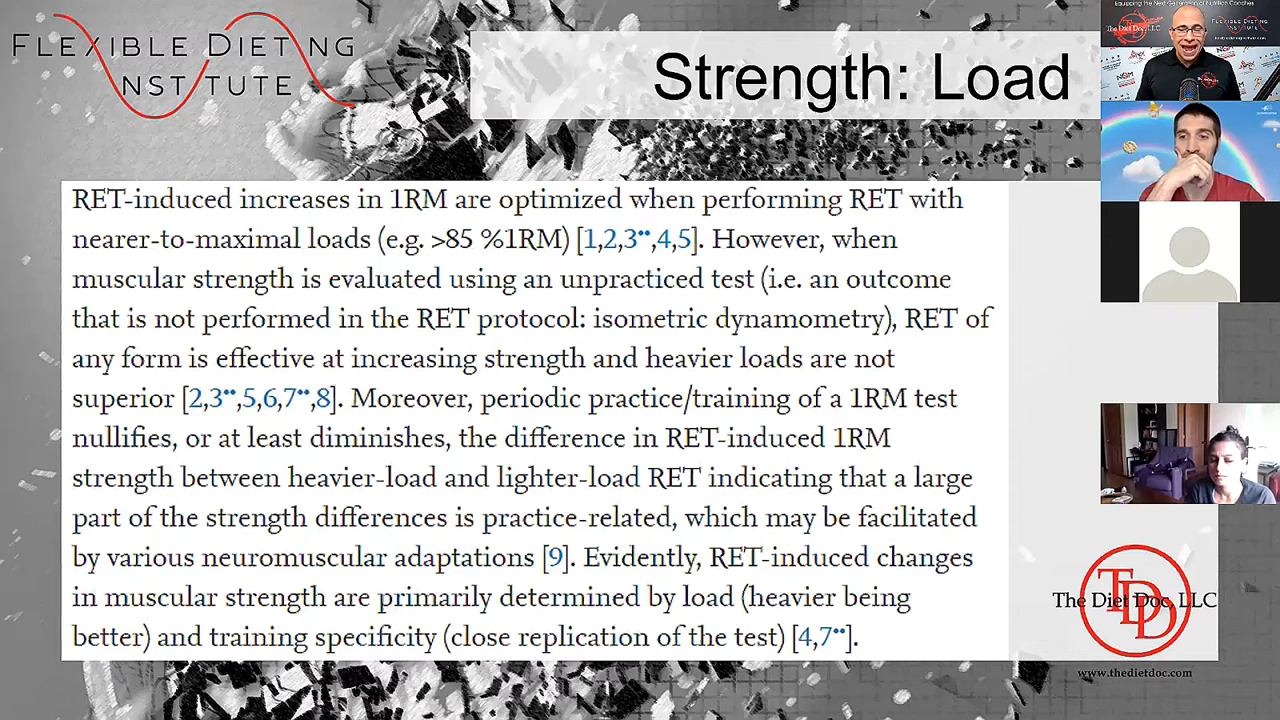 FLEXIBLE DIETING
INSTITUTE
Strength: Load
Equipping the Next Generation of Nutrition Coaches
RET-induced increases in 1RM are optimized when performing RET with
nearer-to-maximal loads (e.g. >85 %1RM) [1,2,3••,4,5]. However, when
muscular strength is evaluated using an unpracticed test (i.e. an outcome
that is not performed in the RET protocol: isometric dynamometry), RET of
any form is effective at increasing strength and heavier loads are not
superior [2,3••,5,6,7••,8]. Moreover, periodic practice/training of a 1RM test
nullifies, or at least diminishes, the difference in RET-induced 1RM
strength between heavier-load and lighter-load RET indicating that a large
part of the strength differences is practice-related, which may be facilitated
by various neuromuscular adaptations [9]. Evidently, RET-induced changes
in muscular strength are primarily determined by load (heavier being
better) and training specificity (close replication of the test) [4,7••].
TDD
The Diet Doc, LLC
www.thedietdoc.com